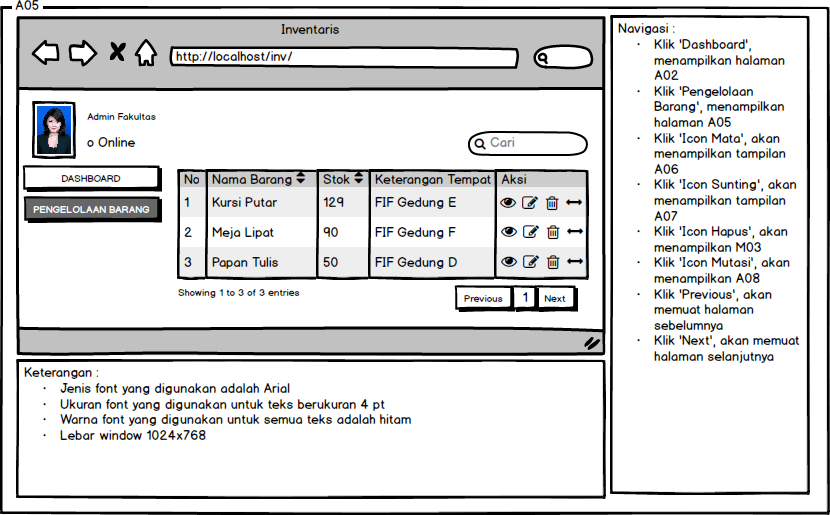 A05
Inventaris
http://localhost/inv/
Admin Fakultas
o Online
Cari
DASHBOARD
PENGELOLAAN BARANG
No Nama Barang Stok Keterangan Tempat Aksi
1 Kursi Putar 129 FIF Gedung E
2 Meja Lipat 90 FIF Gedung F
3 Papan Tulis 50 FIF Gedung D
Showing 1 to 3 of 3 entries
Previous 1 Next
Keterangan :
· Jenis font yang digunakan adalah Arial
· Ukuran font yang digunakan untuk teks berukuran 4 pt
· Warna font yang digunakan untuk semua teks adalah hitam
· Lebar window 1024x768
Navigasi :
· Klik 'Dashboard',
menampilkan halaman
A02
· Klik 'Pengelolaan
Barang', menampilkan
halaman A05
· Klik 'Icon Mata', akan
menampilkan tampilan
A06
· Klik 'Icon Sunting', akan
menampilkan tampilan
A07
· Klik 'Icon Hapus', akan
menampilkan M03
· Klik 'Icon Mutasi', akan
menampilkan A08
· Klik 'Previous', akan
memuat halaman
sebelumnya
· Klik 'Next', akan memuat
halaman selanjutnya